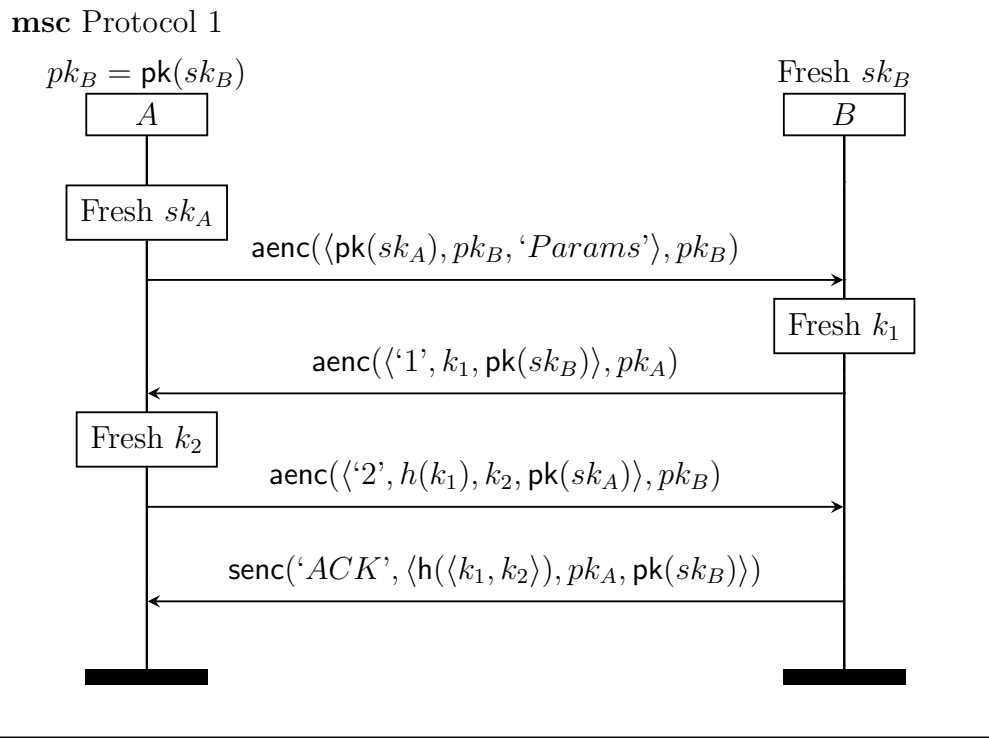 msc Protocol 1
pk_B = pk(sk_B)
Fresh sk_B
A
B
Fresh sk_A
aenc(⟨pk(sk_A), pk_B, ‘Params’⟩, pk_B)
Fresh k_1
aenc(⟨‘1’, k_1, pk(sk_B)⟩, pk_A)
Fresh k_2
aenc(⟨‘2’, h(k_1), k_2, pk(sk_A)⟩, pk_B)
senc(‘ACK’, ⟨h(⟨k_1, k_2⟩), pk_A, pk(sk_B)⟩)